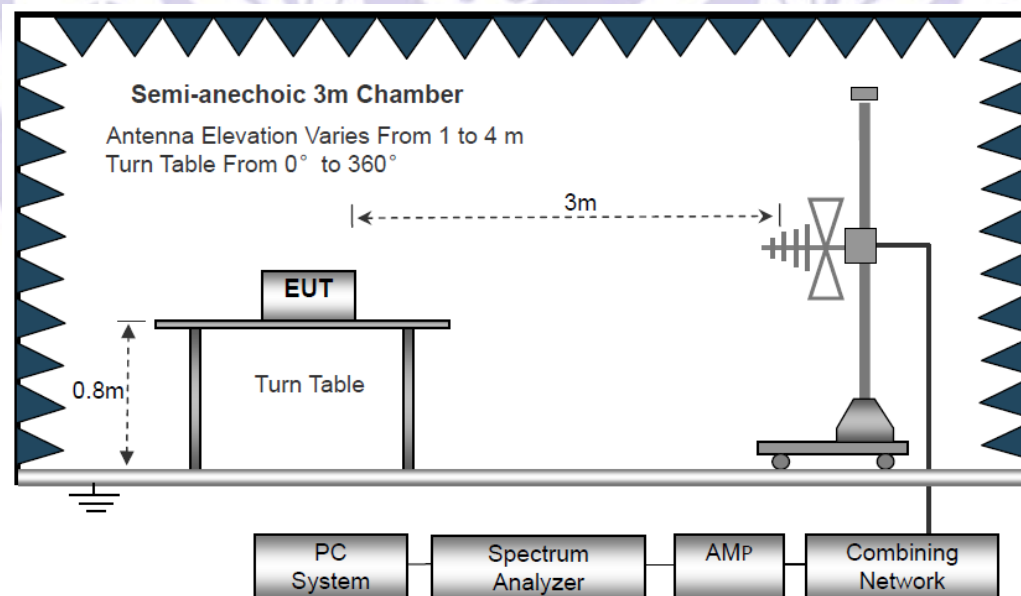 Semi-anechoic 3m Chamber
Antenna Elevation Varies From 1 to 4 m
Turn Table From 0° to 360°
3m
EUT
0.8m
Turn Table
PC
System
Spectrum
Analyzer
AMP
Combining
Network